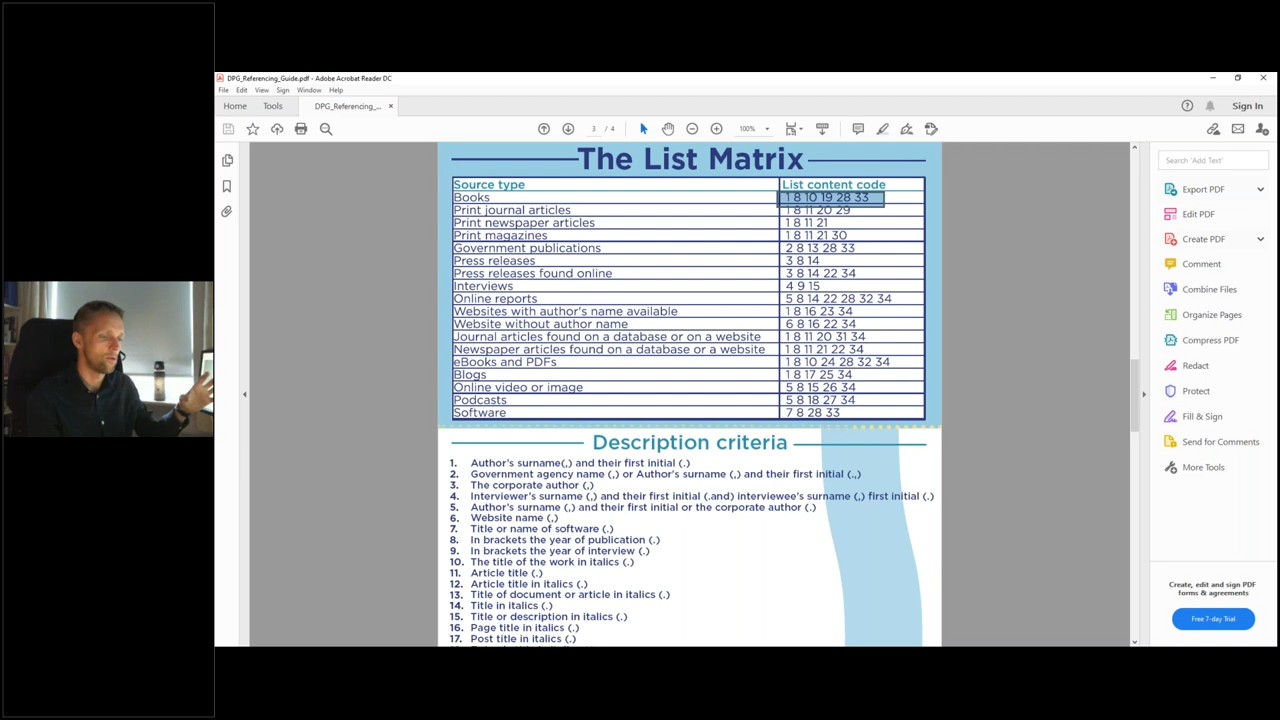 DPG_Referencing_Guide.pdf - Adobe Acrobat Reader DC
File Edit View Sign Window Help
Home Tools DPG_Referencing_... × Sign In
3 / 4 100%
The List Matrix
Source type List content code
Books 1 8 10 19 28 33
Print journal articles 1 8 11 20 29
Print newspaper articles 1 8 11 21
Print magazines 1 8 11 21 30
Government publications 2 8 13 28 33
Press releases 3 8 14
Press releases found online 3 8 14 22 34
Interviews 4 9 15
Online reports 5 8 14 22 28 32 34
Websites with author's name available 1 8 16 23 34
Website without author name 6 8 16 22 34
Journal articles found on a database or on a website 1 8 11 20 31 34
Newspaper articles found on a database or a website 1 8 11 21 22 34
eBooks and PDFs 1 8 10 24 28 32 34
Blogs 1 8 17 25 34
Online video or image 5 8 15 26 34
Podcasts 5 8 18 27 34
Software 7 8 28 33
Description criteria
1. Author's surname(,) and their first initial (.)
2. Government agency name (,) or Author's surname (,) and their first initial (.,)
3. The corporate author (,)
4. Interviewer's surname (,) and their first initial (.and) interviewee's surname (,) first initial (.)
5. Author's surname (,) and their first initial or the corporate author (.)
6. Website name (,)
7. Title or name of software (.)
8. In brackets the year of publication (.)
9. In brackets the year of interview (.)
10. The title of the work in italics (.)
11. Article title (.)
12. Article title in italics (.)
13. Title of document or article in italics (.)
14. Title in italics (.)
15. Title or description in italics (.)
16. Page title in italics (.)
17. Post title in italics (.)
Search 'Add Text'
Export PDF
Edit PDF
Create PDF
Comment
Combine Files
Organize Pages
Compress PDF
Redact
Protect
Fill & Sign
Send for Comments
More Tools
Create, edit and sign PDF
forms & agreements
Free 7-day Trial